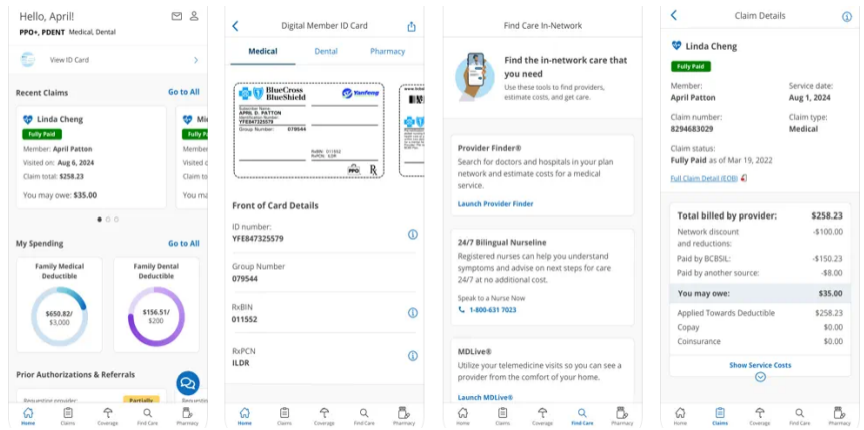 Hello, April!
PPO+, PDENT Medical, Dental
View ID Card
Recent Claims
Go to All
Linda Cheng
Fully Paid
Member: April Patton
Visited on: Aug 6, 2024
Claim total: $258.23
You may owe: $35.00
My Spending
Go to All
Family Medical
Deductible
$650.82/
$3,000
Family Dental
Deductible
$156.51/
$200
Prior Authorizations & Referrals
Requesting provider:
Partially
Home
Claims
Coverage
Find Care
Pharmacy
Digital Member ID Card
Medical
Dental
Pharmacy
BlueCross
BlueShield
Yanfeng
Subscriber Name:
APRIL D. PATTON
Identification Number:
YFE847325579
Group Number: 079544
RxBIN: 011552
RxPCN: ILDR
PPO
Rx
Front of Card Details
ID number:
YFE847325579
Group Number
079544
RxBIN
011552
RxPCN
ILDR
Home
Claims
Coverage
Find Care
Pharmacy
Find Care In-Network
Find the in-network care that
you need
Use these tools to find providers,
estimate costs, and get care.
Provider Finder®
Search for doctors and hospitals in your plan
network and estimate costs for a medical
service.
Launch Provider Finder
24/7 Bilingual Nurseline
Registered nurses can help you understand
symptoms and advise on next steps for care
24/7 at no additional cost.
Speak to a Nurse Now
1-800-631 7023
MDLive®
Utilize your telemedicine visits so you can see a
provider from the comfort of your home.
Launch MDLive®
Home
Claims
Coverage
Find Care
Pharmacy
Claim Details
Linda Cheng
Fully Paid
Member:
April Patton
Service date:
Aug 1, 2024
Claim number:
8294683029
Claim type:
Medical
Claim status:
Fully Paid as of Mar 19, 2022
Full Claim Detail (EOB)
Total billed by provider: $258.23
Network discount
and reductions: -$100.00
Paid by BCBSIL: -$150.23
Paid by another source: -$8.00
You may owe: $35.00
Applied Towards Deductible $258.23
Copay $0.00
Coinsurance $0.00
Show Service Costs
Home
Claims
Coverage
Find Care
Pharmacy